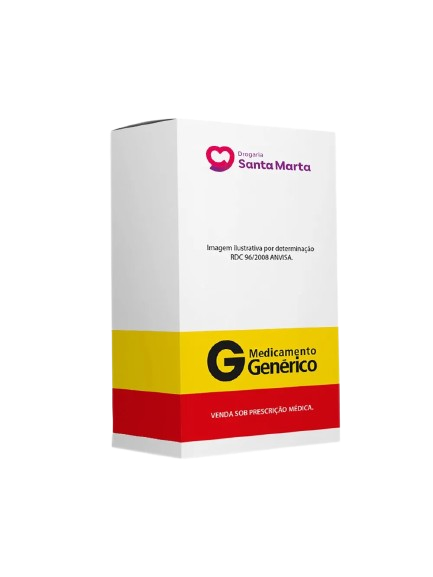 Drogaria
Santa Marta
Imagem Ilustrativa por determinação
RDC 96/2008 ANVISA.
G Medicamento
Genérico
VENDA SOB PRESCRIÇÃO MÉDICA.